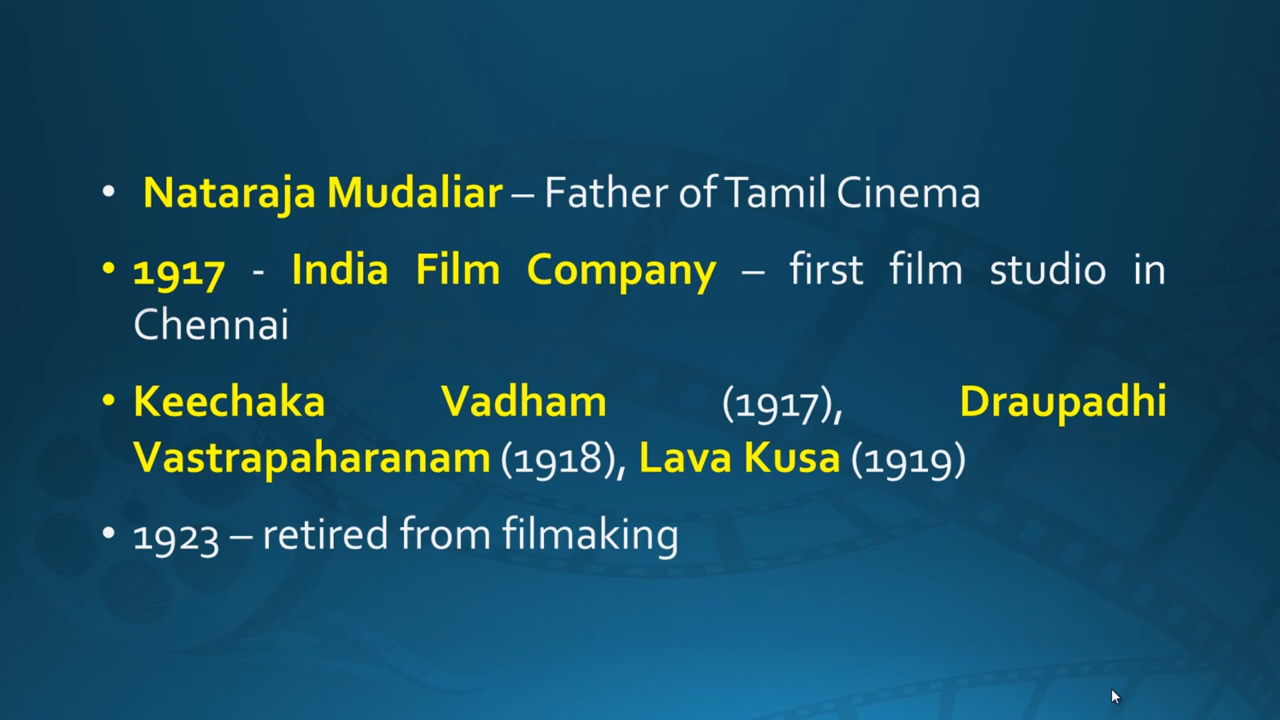 • Nataraja Mudaliar – Father of Tamil Cinema
• 1917 - India Film Company – first film studio in
Chennai
• Keechaka Vadham (1917), Draupadhi
Vastrapaharanam (1918), Lava Kusa (1919)
• 1923 – retired from filmaking